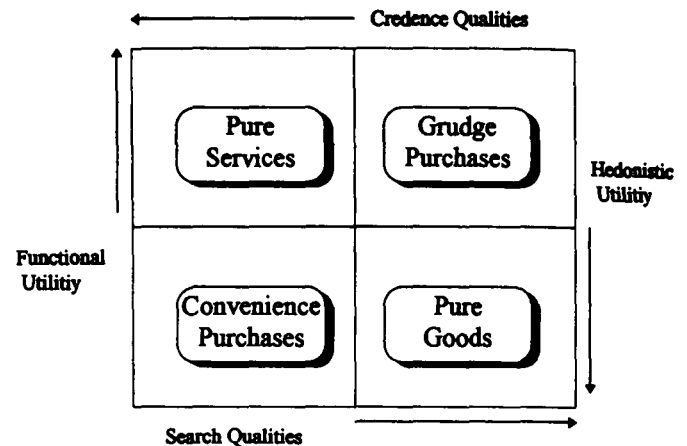 Credence Qualities
Pure
Services
Grudge
Purchases
Hedonistic
Utilitiy
Functional
Utilitiy
Convenience
Purchases
Pure
Goods
Search Qualities